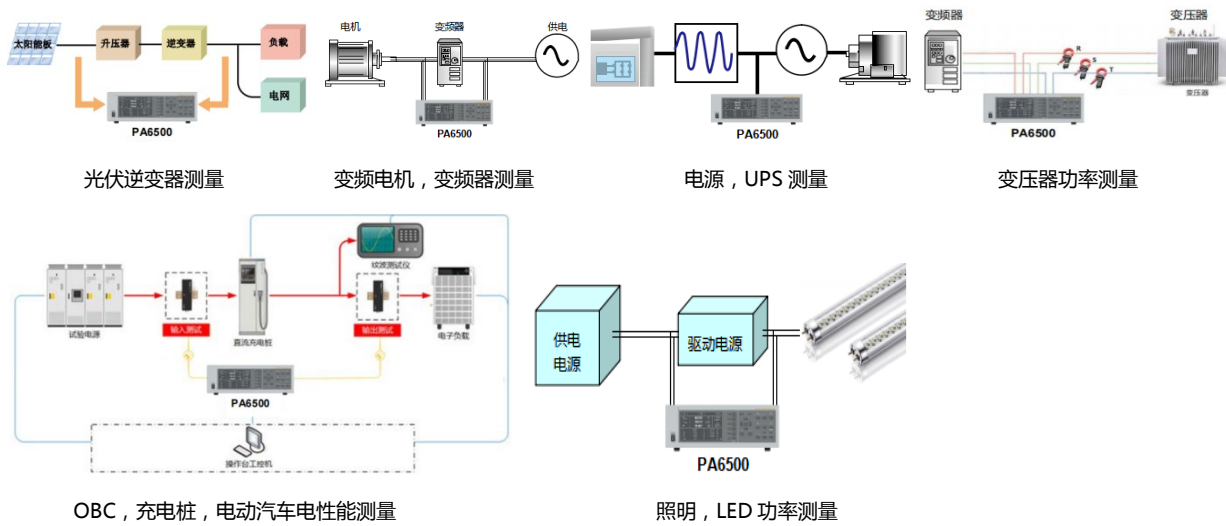 太阳能板
升压器
逆变器
负载
电网
PA6500
光伏逆变器测量
电机
变频器
供电
PA6500
变频电机，变频器测量
PA6500
电源，UPS 测量
变频器
变压器
R
S
T
变压器
PA6500
变压器功率测量
试验电源
输入测试
直流充电桩
纹波测试仪
输出测试
电子负载
PA6500
操作台工控机
OBC，充电桩，电动汽车电性能测量
供电
电源
驱动电源
PA6500
照明，LED 功率测量